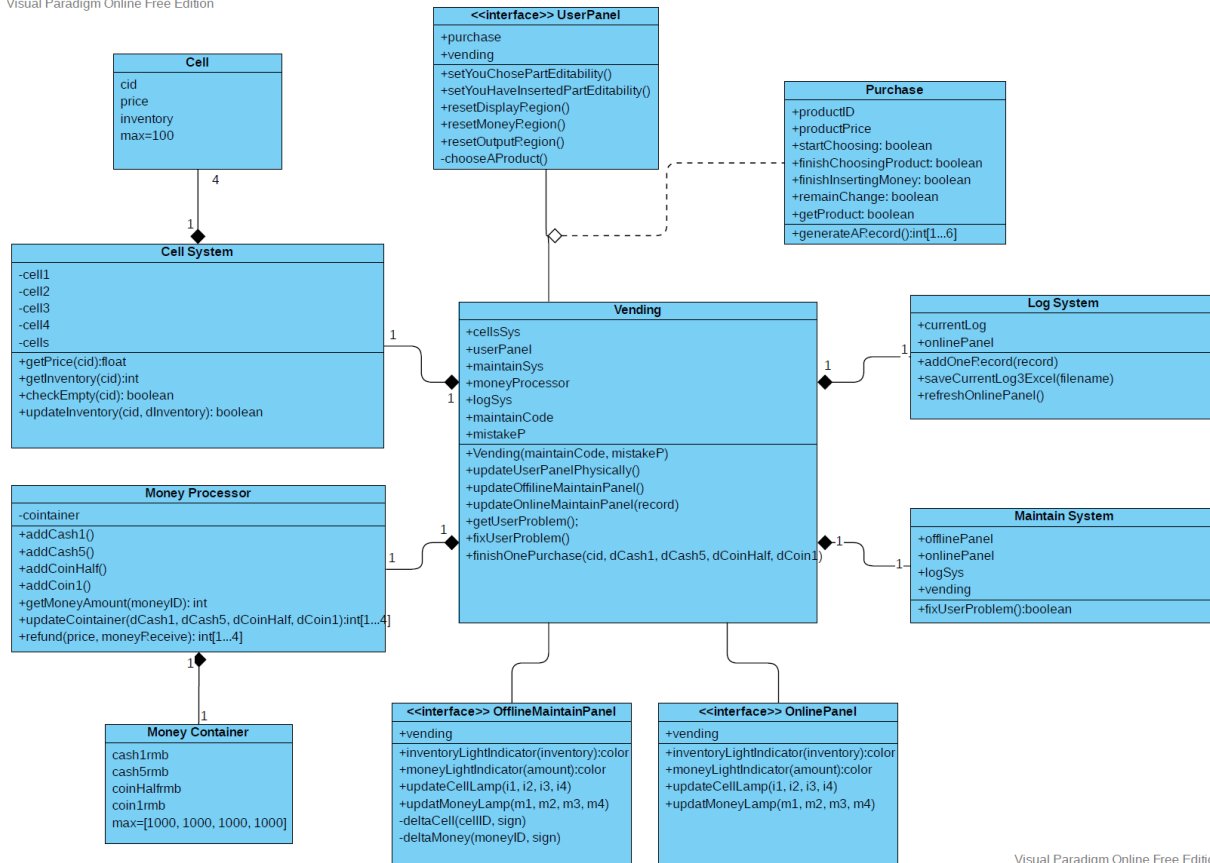 Visual Paradigm Online Free Edition
<<interface>> UserPanel
+purchase
+vending
+setYouChosePartEditability()
+setYouHaveInsertedPartEditability()
+resetDisplayRegion()
+resetMoneyRegion()
+resetOutputRegion()
-chooseAProduct()
Cell
cid
price
inventory
max=100
4
1
Purchase
+productID
+productPrice
+startChoosing: boolean
+finishChoosingProduct: boolean
+finishInsertingMoney: boolean
+remainChange: boolean
+getProduct: boolean
+generateARecord():int[1...6]
Cell System
-cell1
-cell2
-cell3
-cell4
-cells
+getPrice(cid):float
+getInventory(cid):int
+checkEmpty(cid): boolean
+updateInventory(cid, dInventory): boolean
1
1
Vending
+cellsSys
+userPanel
+maintainSys
+moneyProcessor
+logSys
+maintainCode
+mistakeP
+Vending(maintainCode, mistakeP)
+updateUserPanelPhysically()
+updateOffilineMaintainPanel()
+updateOnlineMaintainPanel(record)
+getUserProblem();
+fixUserProblem()
+finishOnePurchase(cid, dCash1, dCash5, dCoinHalf, dCoin1)
1
1
Log System
+currentLog
+onlinePanel
+addOneRecord(record)
+saveCurrentLog3Excel(filename)
+refreshOnlinePanel()
Money Processor
-cointainer
+addCash1()
+addCash5()
+addCoinHalf()
+addCoin1()
+getMoneyAmount(moneyID): int
+updateCointainer(dCash1, dCash5, dCoinHalf, dCoin1):int[1...4]
+refund(price, moneyReceive): int[1...4]
1
1
1
1
Maintain System
+offlinePanel
+onlinePanel
+logSys
+vending
+fixUserProblem():boolean
1
1
Money Container
cash1rmb
cash5rmb
coinHalfrmb
coin1rmb
max=[1000, 1000, 1000, 1000]
<<interface>> OfflineMaintainPanel
+vending
+inventoryLightIndicator(inventory):color
+moneyLightIndicator(amount):color
+updateCellLamp(i1, i2, i3, i4)
+updatMoneyLamp(m1, m2, m3, m4)
-deltaCell(cellID, sign)
-deltaMoney(moneyID, sign)
<<interface>> OnlinePanel
+vending
+inventoryLightIndicator(inventory):color
+moneyLightIndicator(amount):color
+updateCellLamp(i1, i2, i3, i4)
+updatMoneyLamp(m1, m2, m3, m4)
Visual Paradigm Online Free Editi